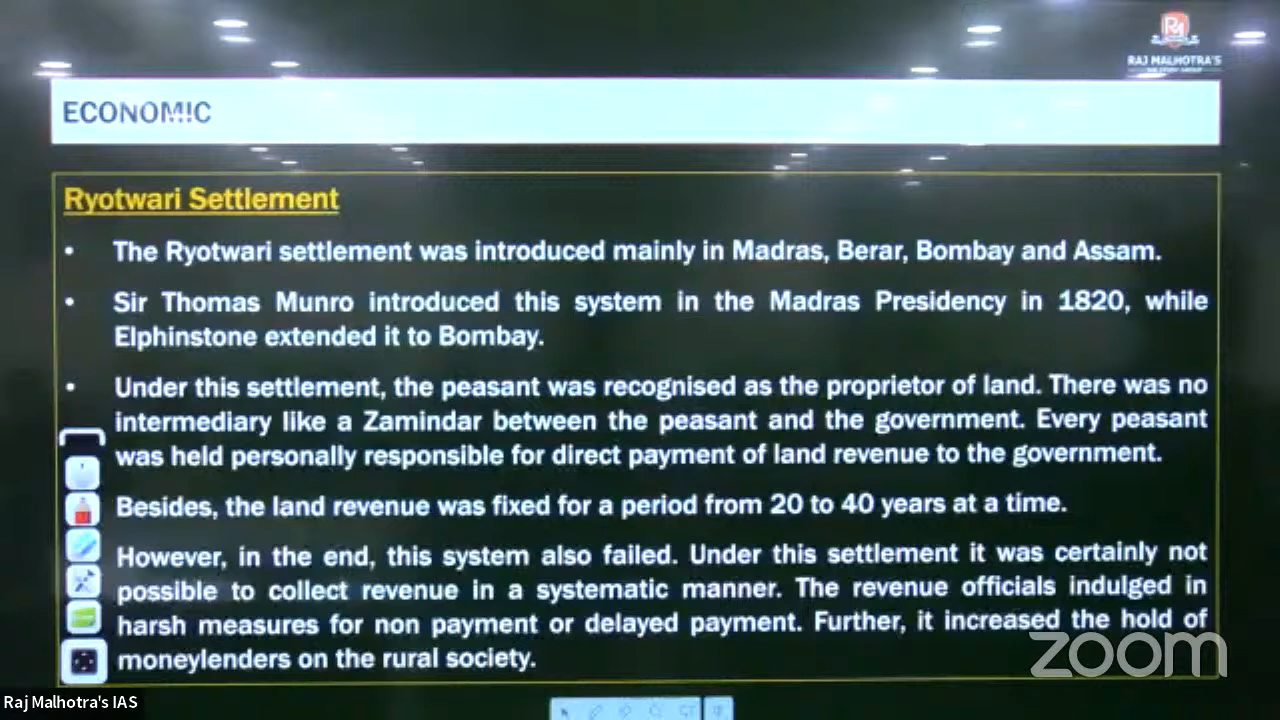 RAJ MALHOTRA'S
ECONOMIC
Ryotwari Settlement
• The Ryotwari settlement was introduced mainly in Madras, Berar, Bombay and Assam.
• Sir Thomas Munro introduced this system in the Madras Presidency in 1820, while
Elphinstone extended it to Bombay.
• Under this settlement, the peasant was recognised as the proprietor of land. There was no
intermediary like a Zamindar between the peasant and the government. Every peasant
was held personally responsible for direct payment of land revenue to the government.
Besides, the land revenue was fixed for a period from 20 to 40 years at a time.
However, in the end, this system also failed. Under this settlement it was certainly not
possible to collect revenue in a systematic manner. The revenue officials indulged in
harsh measures for non payment or delayed payment. Further, it increased the hold of
moneylenders on the rural society.
zoom
Raj Malhotra's IAS